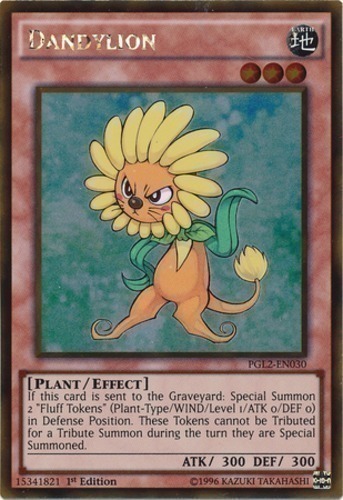 DANDYLION
EARTH
地
PGL2-EN030
[PLANT/EFFECT]
If this card is sent to the Graveyard: Special Summon
2 "Fluff Tokens" (Plant-Type/WIND/Level 1/ATK 0/DEF 0)
in Defense Position. These Tokens cannot be Tributed
for a Tribute Summon during the turn they are Special
Summoned.
ATK/ 300 DEF/ 300
15341821 1st Edition ©1996 KAZUKI TAKAHASHI